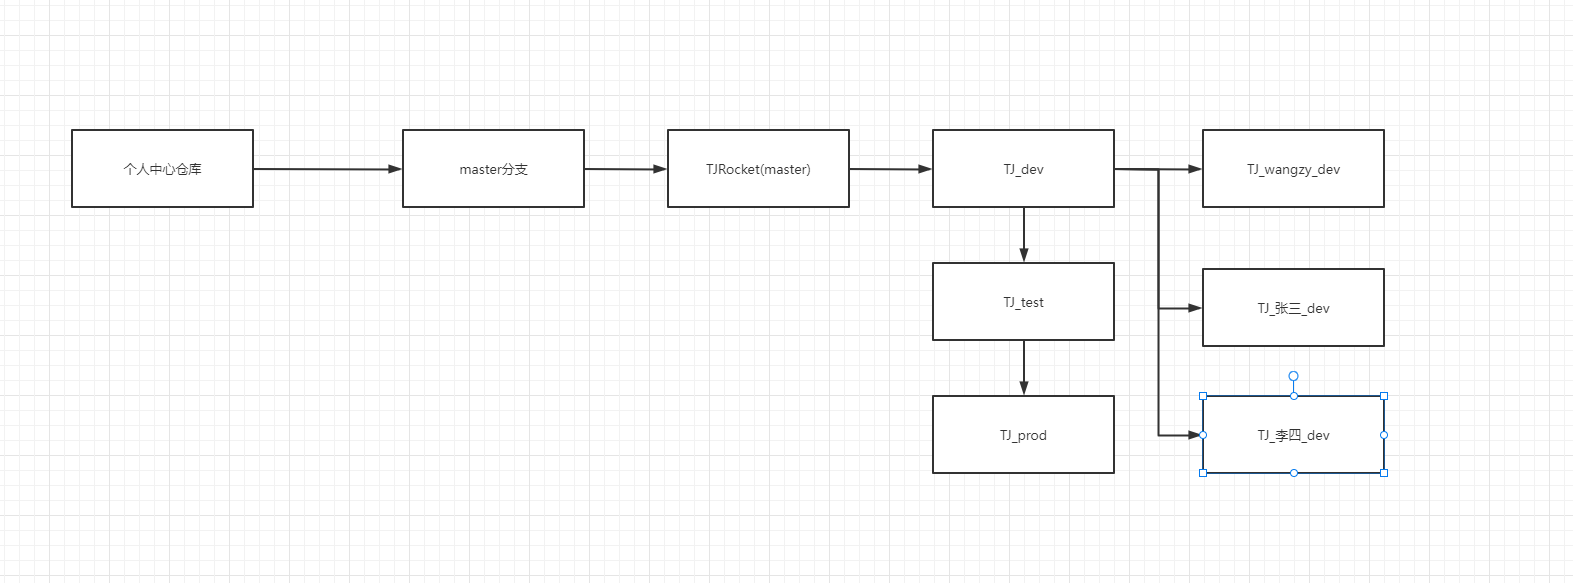 个人中心仓库
master分支
TJRocket(master)
TJ_dev
TJ_wangzy_dev
TJ_test
TJ_张三_dev
TJ_prod
TJ_李四_dev